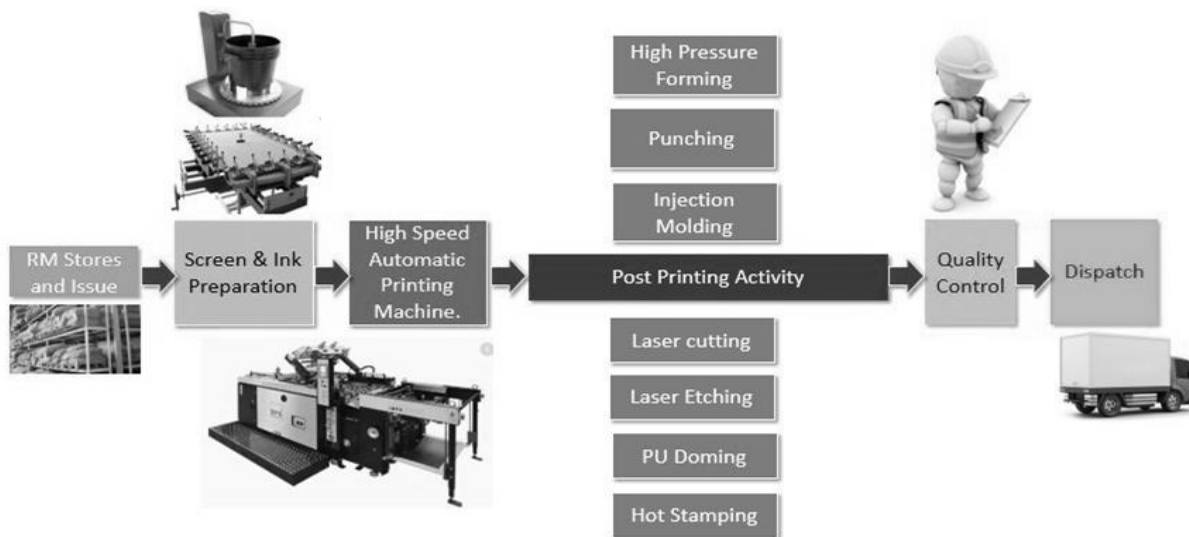 High Pressure
Forming
Punching
Injection
Molding
RM Stores
and Issue
Screen & Ink
Preparation
High Speed
Automatic
Printing
Machine.
Post Printing Activity
Quality
Control
Dispatch
Laser cutting
Laser Etching
PU Doming
Hot Stamping